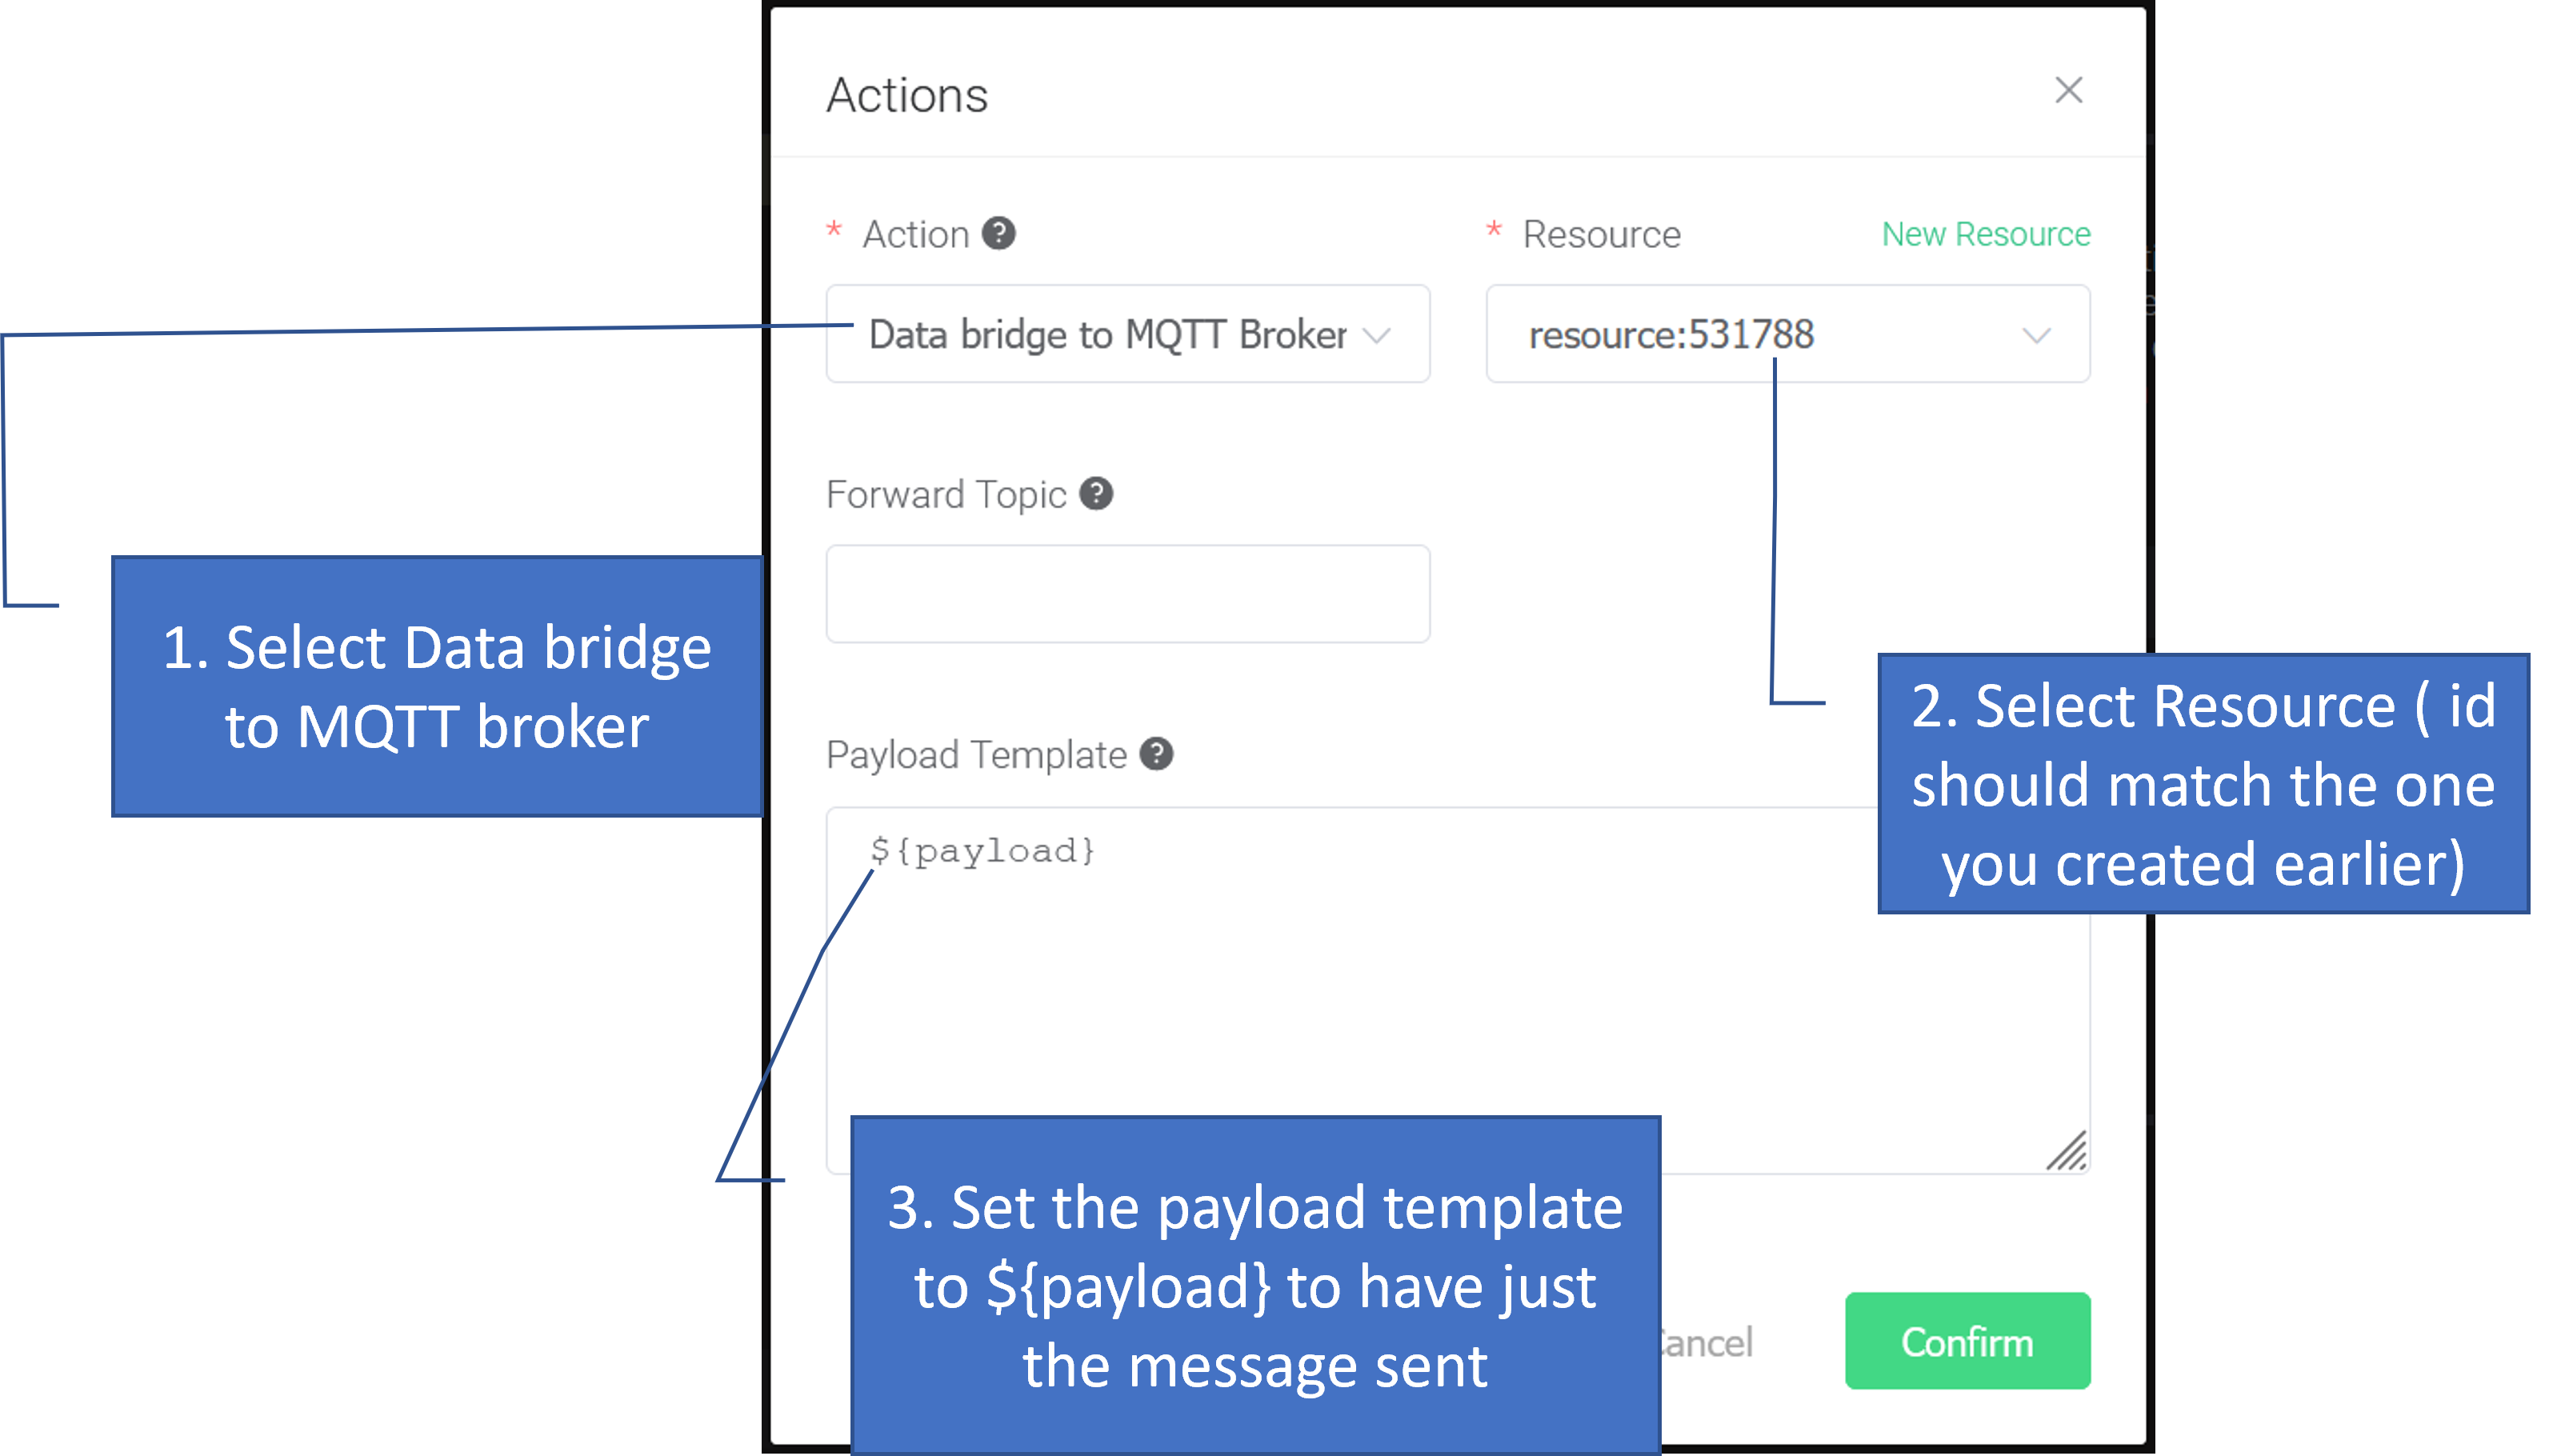 Actions
* Action ?
* Resource
New Resource
Data bridge to MQTT Broker
resource:531788
Forward Topic ?
1. Select Data bridge
to MQTT broker
2. Select Resource ( id
should match the one
you created earlier)
Payload Template ?
${payload}
3. Set the payload template
to ${payload} to have just
the message sent
ancel
Confirm